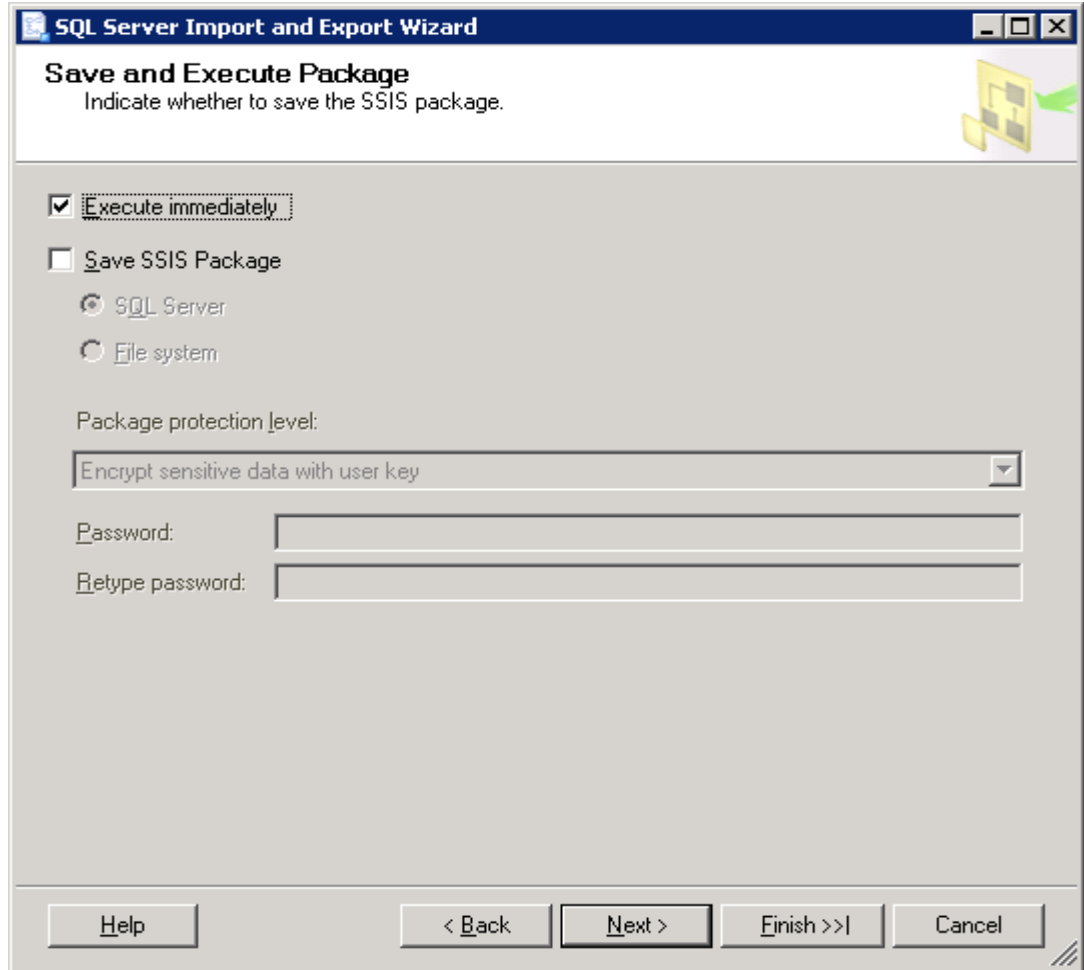 SQL Server Import and Export Wizard
Save and Execute Package
Indicate whether to save the SSIS package.
Execute immediately
Save SSIS Package
SQL Server
File system
Package protection level:
Encrypt sensitive data with user key
Password:
Retype password:
Help < Back Next > Finish >>| Cancel